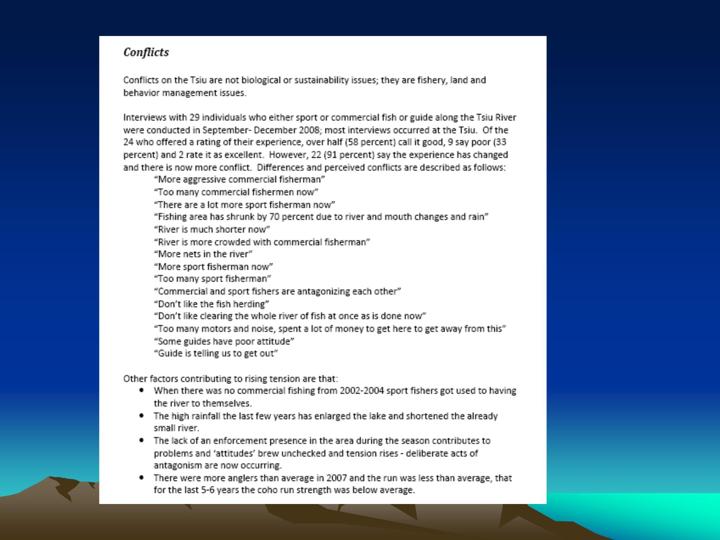 Conflicts
Conflicts on the Tsiu are not biological or sustainability issues; they are fishery, land and
behavior management issues.
Interviews with 29 individuals who either sport or commercial fish or guide along the Tsiu River
were conducted in September- December 2008; most interviews occurred at the Tsiu. Of the
24 who offered a rating of their experience, over half (58 percent) call it good, 9 say poor (33
percent) and 2 rate it as excellent. However, 22 (91 percent) say the experience has changed
and there is now more conflict. Differences and perceived conflicts are described as follows:
"More aggressive commercial fisherman"
"Too many commercial fishermen now"
"There are a lot more sport fisherman now"
"Fishing area has shrunk by 70 percent due to river and mouth changes and rain"
"River is much shorter now"
"River is more crowded with commercial fisherman"
"More nets in the river"
"More sport fisherman now"
"Too many sport fisherman"
"Commercial and sport fishers are antagonizing each other"
"Don't like the fish herding"
"Don't like clearing the whole river of fish at once as is done now"
"Too many motors and noise, spent a lot of money to get here to get away from this"
"Some guides have poor attitude"
"Guide is telling us to get out"
Other factors contributing to rising tension are that:
• When there was no commercial fishing from 2002-2004 sport fishers got used to having
the river to themselves.
• The high rainfall the last few years has enlarged the lake and shortened the already
small river.
• The lack of an enforcement presence in the area during the season contributes to
problems and 'attitudes' brew unchecked and tension rises - deliberate acts of
antagonism are now occurring.
• There were more anglers than average in 2007 and the run was less than average, that
for the last 5-6 years the coho run strength was below average.